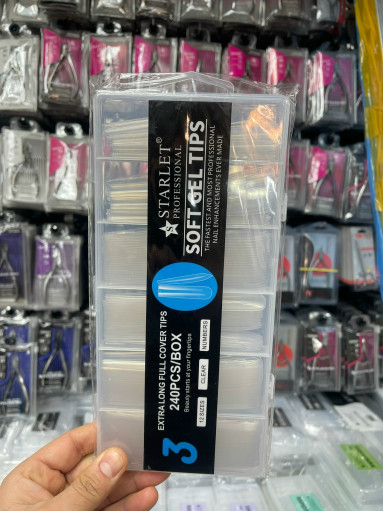 STARLET®
PROFESSIONAL
SOFT GEL TIPS
THE FASTEST AND MOST PROFESSIONAL
NAIL ENHANCEMENTS EVER MADE
EXTRA LONG FULL COVER TIPS
240PCS/BOX
Beauty starts at your fingertips
12 SIZES
CLEAR
NUMBERS
3